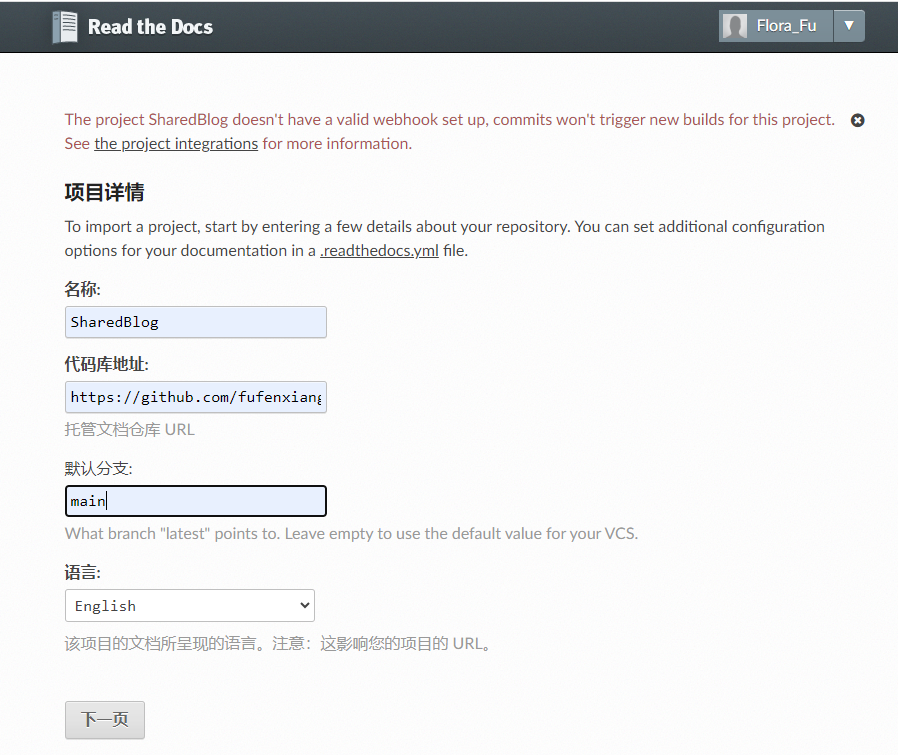 Read the Docs
Flora_Fu
The project SharedBlog doesn't have a valid webhook set up, commits won't trigger new builds for this project.
See the project integrations for more information.
项目详情
To import a project, start by entering a few details about your repository. You can set additional configuration
options for your documentation in a .readthedocs.yml file.
名称:
SharedBlog
代码库地址:
https://github.com/fufenxiang
托管文档仓库 URL
默认分支:
main
What branch "latest" points to. Leave empty to use the default value for your VCS.
语言:
English
该项目的文档所呈现的语言。注意：这影响您的项目的 URL。
下一页